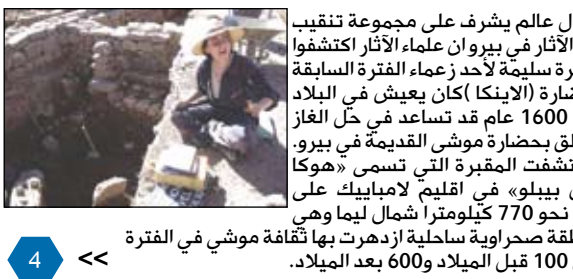 ل عالم يشرف على مجموعة تنقيب
الآثار في بيرو ان علماء الآثار اكتشفوا
رة سليمة لأحد زعماء الفترة السابقة
ضارة (الاينكا )كان يعيش في البلاد
1600 عام قد تساعد في حل الغاز
لق بحضارة موشى القديمة في بيرو.
تشفت المقبرة التي تسمى «هوكا
بيبلو» في اقليم لامباييك على
نحو 770 كيلومترا شمال ليما وهي
طقة صحراوية ساحلية ازدهرت بها ثقافة موشي في الفترة
100 قبل الميلاد و600 بعد الميلاد.
>> 4